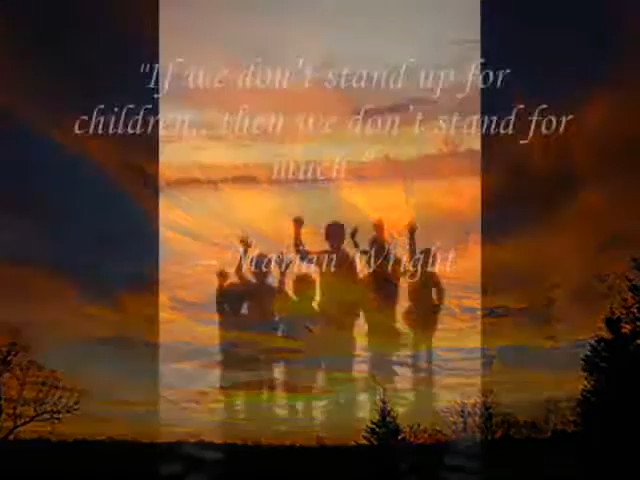 "If we don't stand up for
children.. then we don't stand for
much"
– Marian Wright